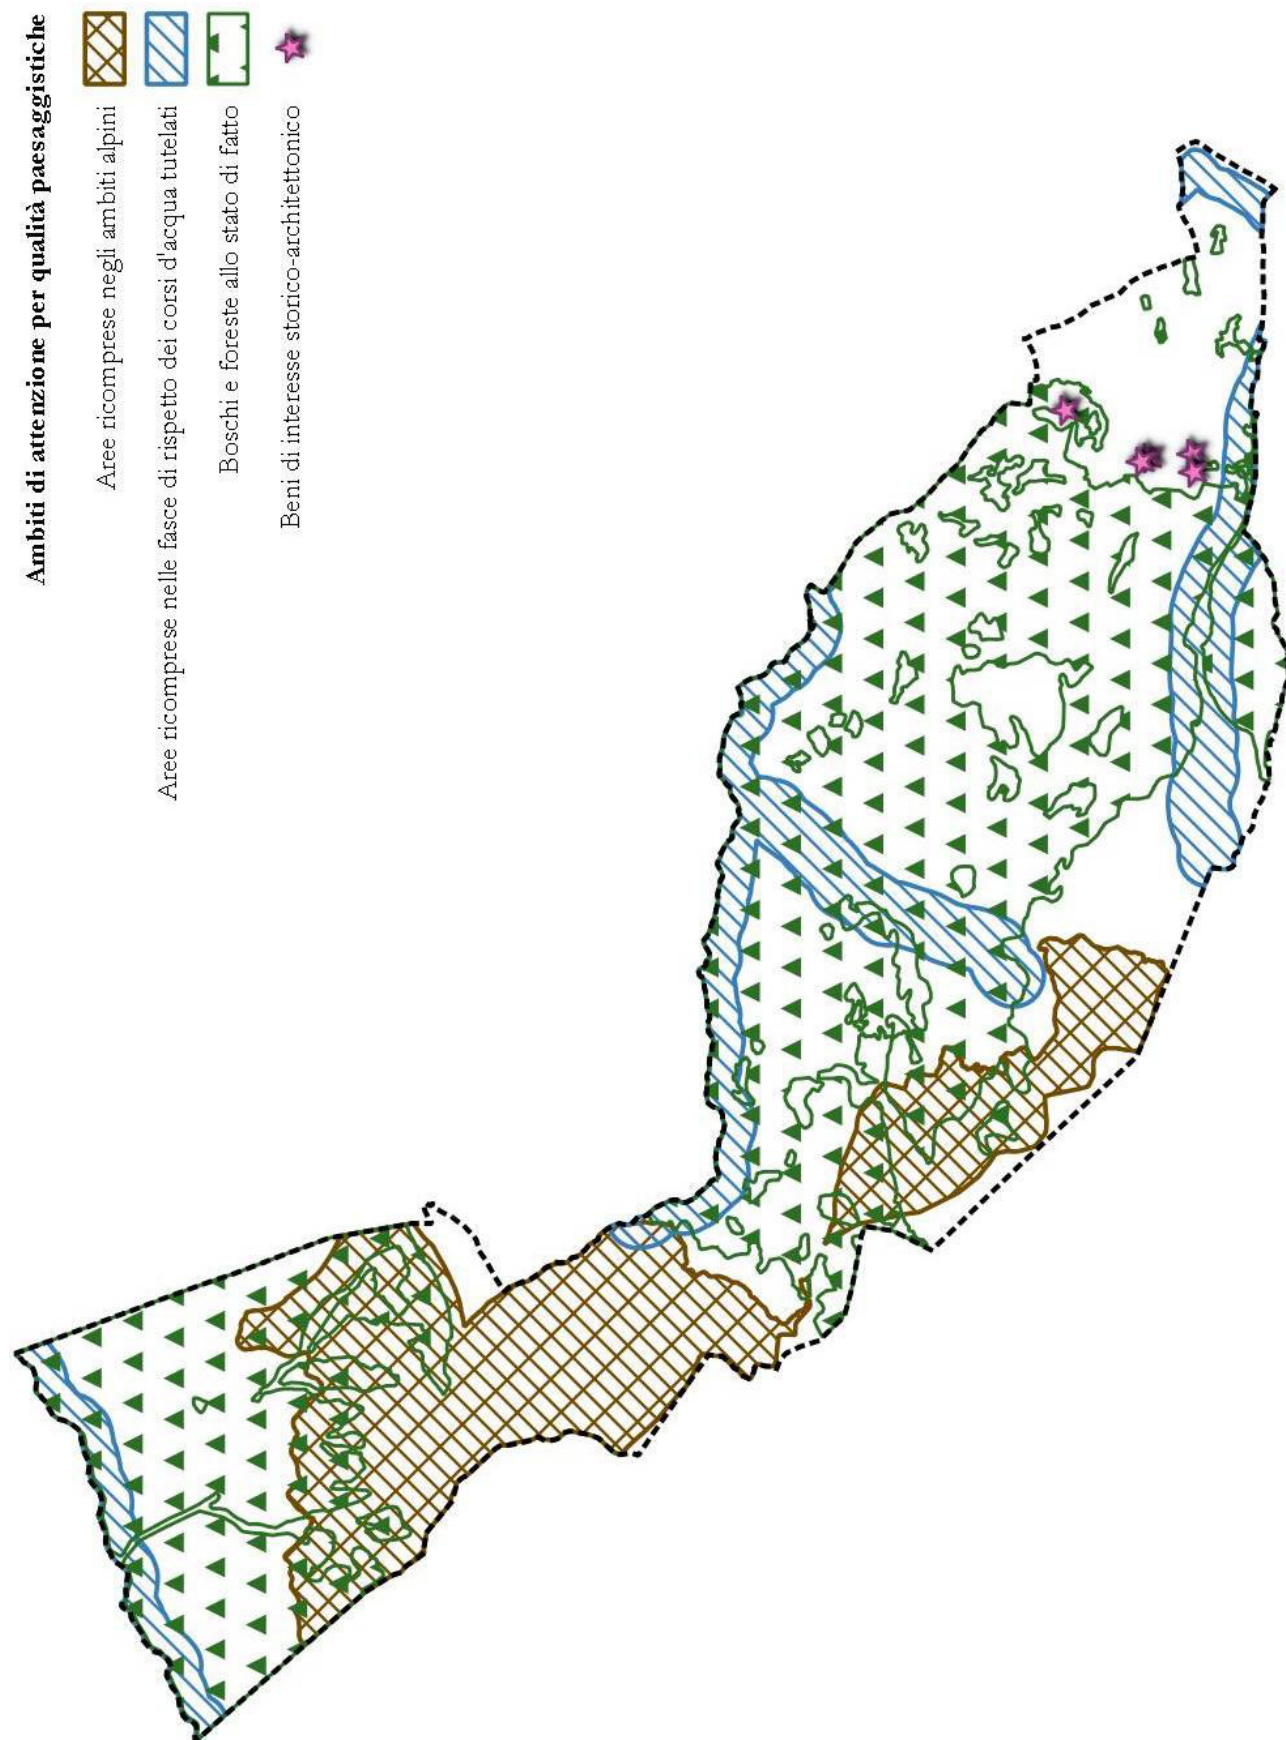 Ambiti di attenzione per qualità paesaggistiche
Aree ricomprese negli ambiti alpini
Aree ricomprese nelle fasce di rispetto dei corsi d'acqua tutelati
Boschi e foreste allo stato di fatto
Beni di interesse storico-architettonico